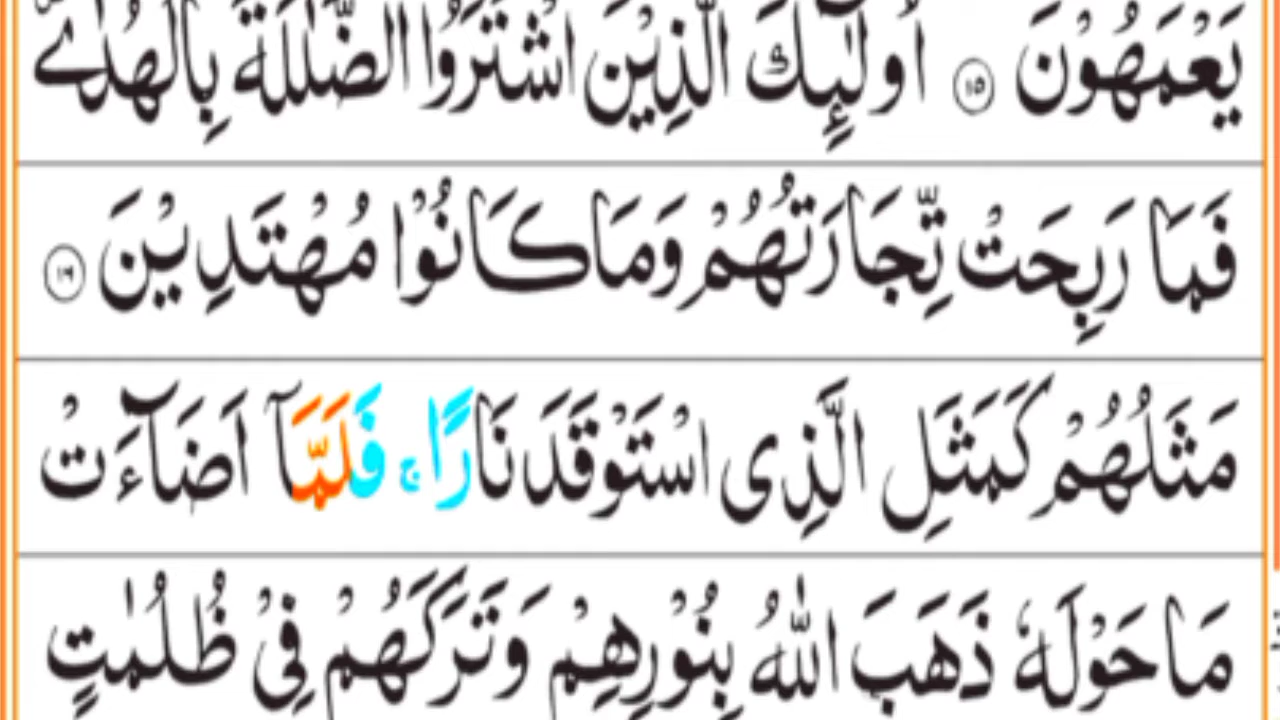 يَعْمَهُوْنَ ۝۱۵ اُولٰٓئِكَ الَّذِيْنَ اشْتَرَوُا الضَّلٰلَةَ بِالْهُدٰى
فَمَا رَبِحَتْ تِّجَارَتُهُمْ وَمَا كَانُوْا مُهْتَدِيْنَ ۝۱۶
مَثَلُهُمْ كَمَثَلِ الَّذِى اسْتَوْقَدَ نَارًا ۚ فَلَمَّآ اَضَآءَتْ
مَا حَوْلَهٗ ذَهَبَ اللّٰهُ بِنُوْرِهِمْ وَتَرَكَهُمْ فِىْ ظُلُمٰتٍ